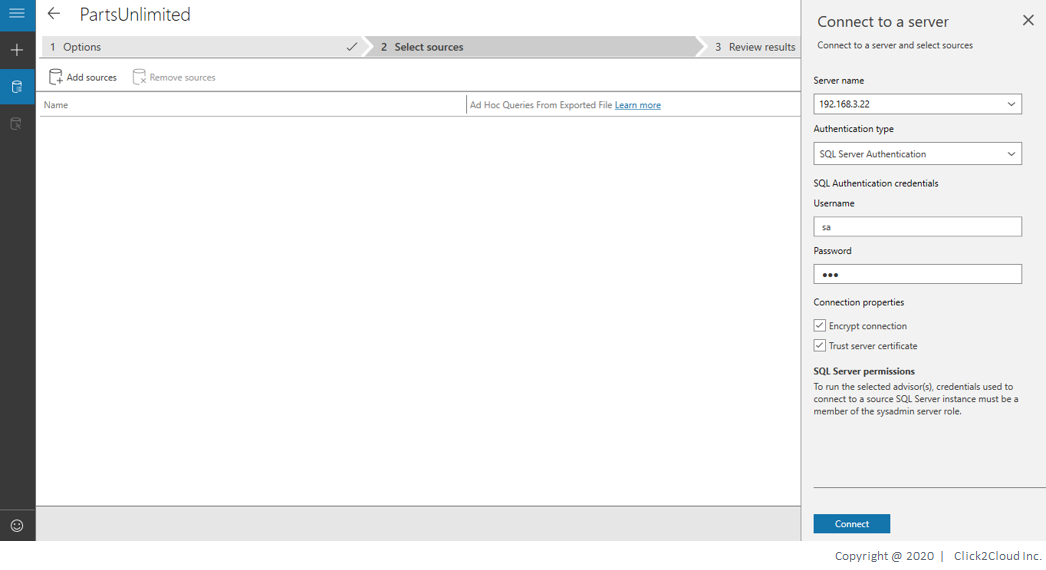 PartsUnlimited
1 Options
2 Select sources
3 Review results
Add sources
Remove sources
Name
Ad Hoc Queries From Exported File Learn more
Connect to a server
Connect to a server and select sources
Server name
192.168.3.22
Authentication type
SQL Server Authentication
SQL Authentication credentials
Username
sa
Password
●●●
Connection properties
Encrypt connection
Trust server certificate
SQL Server permissions
To run the selected advisor(s), credentials used to
connect to a source SQL Server instance must be a
member of the sysadmin server role.
Connect
Copyright @ 2020 | Click2Cloud Inc.